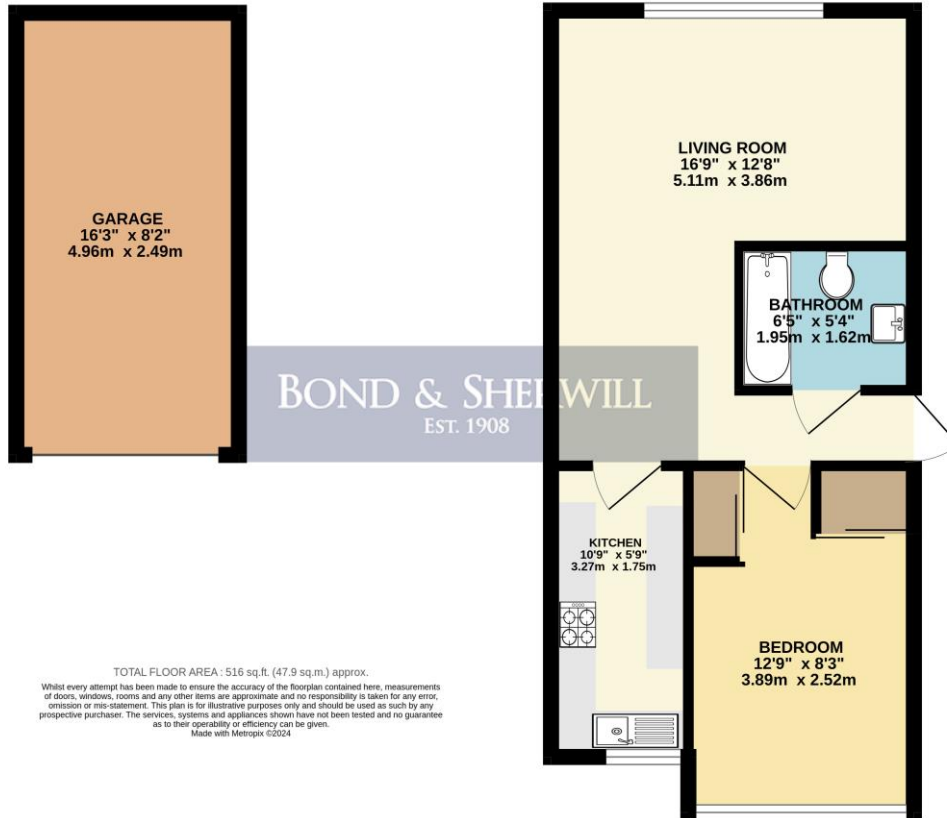 GARAGE
16'3" x 8'2"
4.96m x 2.49m
LIVING ROOM
16'9" x 12'8"
5.11m x 3.86m
BATHROOM
6'5" x 5'4"
1.95m x 1.62m
BOND & SHERWILL
EST. 1908
KITCHEN
10'9" x 5'9"
3.27m x 1.75m
BEDROOM
12'9" x 8'3"
3.89m x 2.52m
TOTAL FLOOR AREA : 516 sq.ft. (47.9 sq.m.) approx.
Whilst every attempt has been made to ensure the accuracy of the floorplan contained here, measurements
of doors, windows, rooms and any other items are approximate and no responsibility is taken for any error,
omission or mis-statement. This plan is for illustrative purposes only and should be used as such by any
prospective purchaser. The services, systems and appliances shown have not been tested and no guarantee
as to their operability or efficiency can be given.
Made with Metropix ©2024